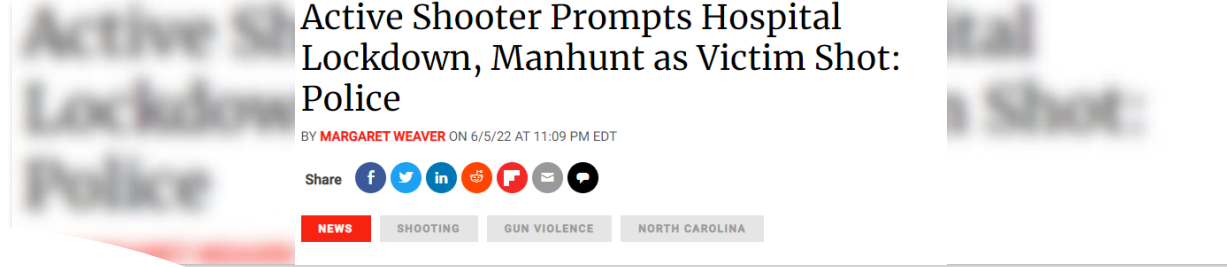 Active Shooter Prompts Hospital
Lockdown, Manhunt as Victim Shot:
Police
BY MARGARET WEAVER ON 6/5/22 AT 11:09 PM EDT
Share
NEWS SHOOTING GUN VIOLENCE NORTH CAROLINA